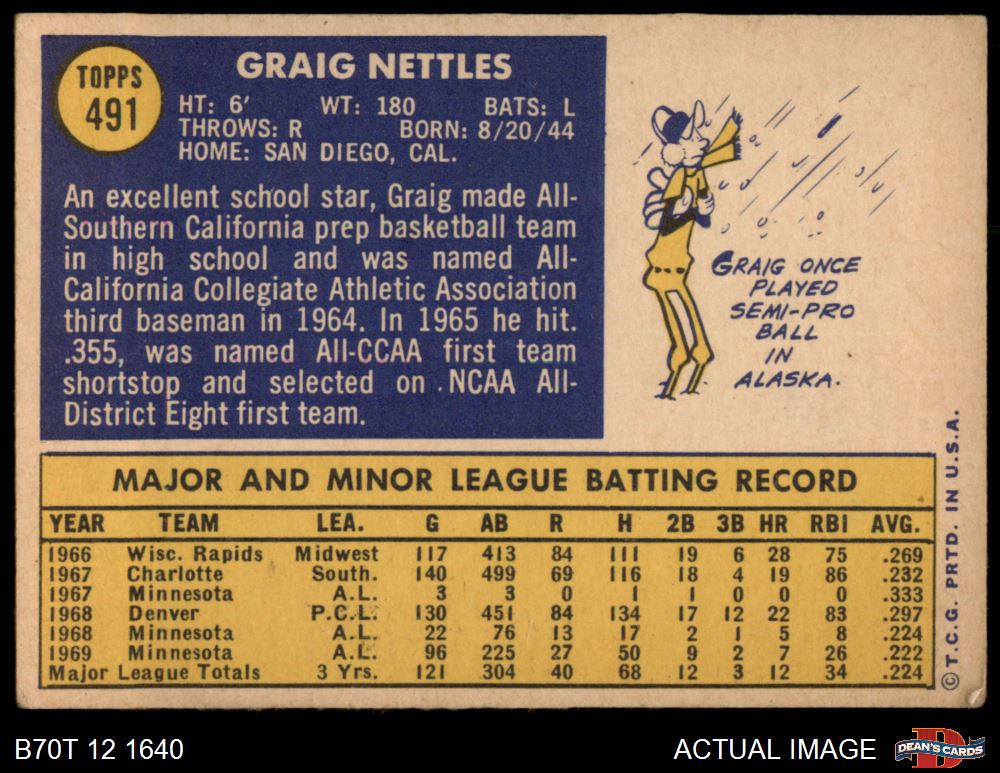 TOPPS
491
GRAIG NETTLES
HT: 6' WT: 180 BATS: L
THROWS: R BORN: 8/20/44
HOME: SAN DIEGO, CAL.
An excellent school star, Graig made All-
Southern California prep basketball team
in high school and was named All-
California Collegiate Athletic Association
third baseman in 1964. In 1965 he hit.
.355, was named All-CCAA first team
shortstop and selected on NCAA All-
District Eight first team.
GRAIG ONCE
PLAYED
SEMI-PRO
BALL
IN
ALASKA.
MAJOR AND MINOR LEAGUE BATTING RECORD
YEAR TEAM LEA. G AB R H 2B 3B HR RBI AVG.
1966 Wisc. Rapids Midwest 117 413 84 111 19 6 28 75 .269
1967 Charlotte South. 140 499 69 116 18 4 19 86 .232
1967 Minnesota A.L. 3 3 0 1 1 0 0 0 .333
1968 Denver P.C.L. 130 451 84 134 17 12 22 83 .297
1968 Minnesota A.L. 22 76 13 17 2 1 5 8 .224
1969 Minnesota A.L. 96 225 27 50 9 2 7 26 .222
Major League Totals 3 Yrs. 121 304 40 68 12 3 12 34 .224
© T.C.G. PRTD. IN U.S.A.
B70T 12 1640
ACTUAL IMAGE
DEAN'S CARDS